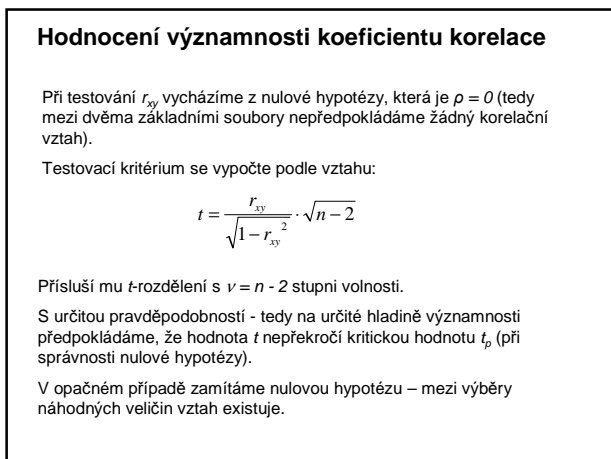 Hodnocení významnosti koeficientu korelace
Při testování r_xy vycházíme z nulové hypotézy, která je ρ = 0 (tedy
mezi dvěma základními soubory nepředpokládáme žádný korelační
vztah).
Testovací kritérium se vypočte podle vztahu:
t = r_xy / √(1 − r_xy²) · √(n − 2)
Přísluší mu t-rozdělení s ν = n - 2 stupni volnosti.
S určitou pravděpodobností - tedy na určité hladině významnosti
předpokládáme, že hodnota t nepřekročí kritickou hodnotu t_p (při
správnosti nulové hypotézy).
V opačném případě zamítáme nulovou hypotézu – mezi výběry
náhodných veličin vztah existuje.